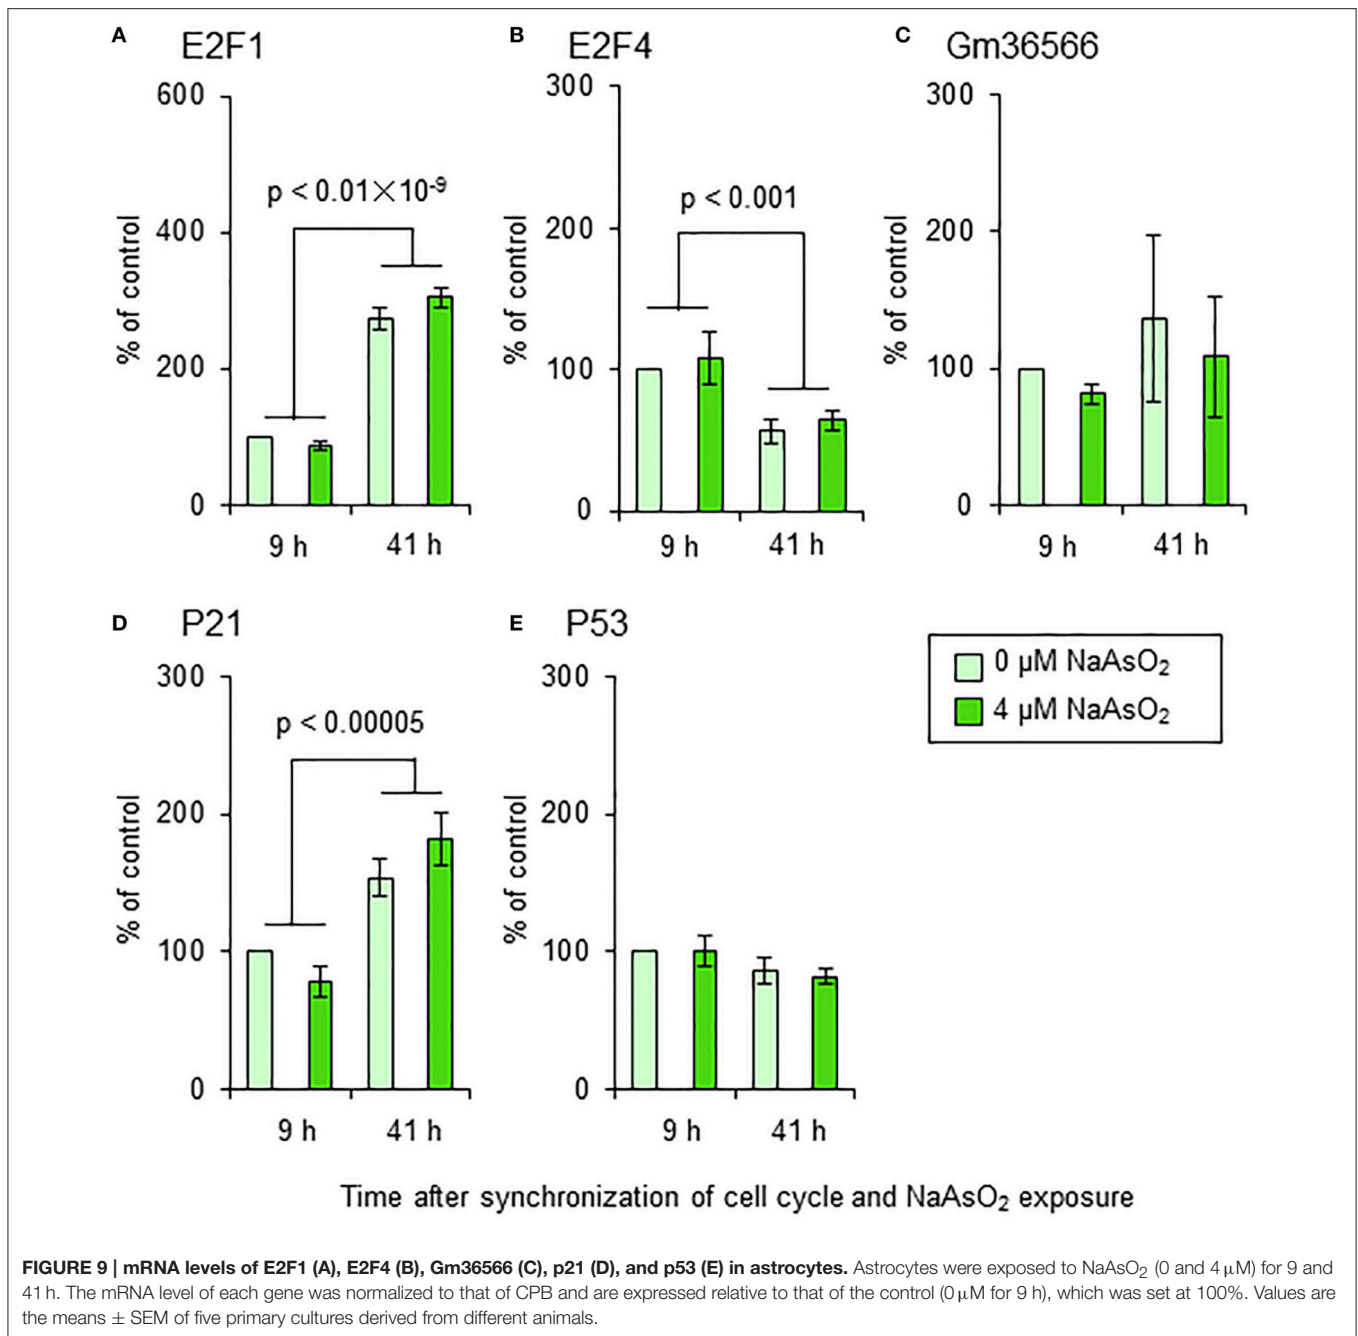 A E2F1
600
400
200
0
% of control
p < 0.01×10⁻⁹
9 h 41 h
B E2F4
300
200
100
0
% of control
p < 0.001
9 h 41 h
C Gm36566
300
200
100
0
% of control
9 h 41 h
D P21
300
200
100
0
% of control
p < 0.00005
9 h 41 h
E P53
300
200
100
0
% of control
9 h 41 h
0 µM NaAsO₂
4 µM NaAsO₂
Time after synchronization of cell cycle and NaAsO₂ exposure
FIGURE 9 | mRNA levels of E2F1 (A), E2F4 (B), Gm36566 (C), p21 (D), and p53 (E) in astrocytes. Astrocytes were exposed to NaAsO₂ (0 and 4 µM) for 9 and
41 h. The mRNA level of each gene was normalized to that of CPB and are expressed relative to that of the control (0 µM for 9 h), which was set at 100%. Values are
the means ± SEM of five primary cultures derived from different animals.